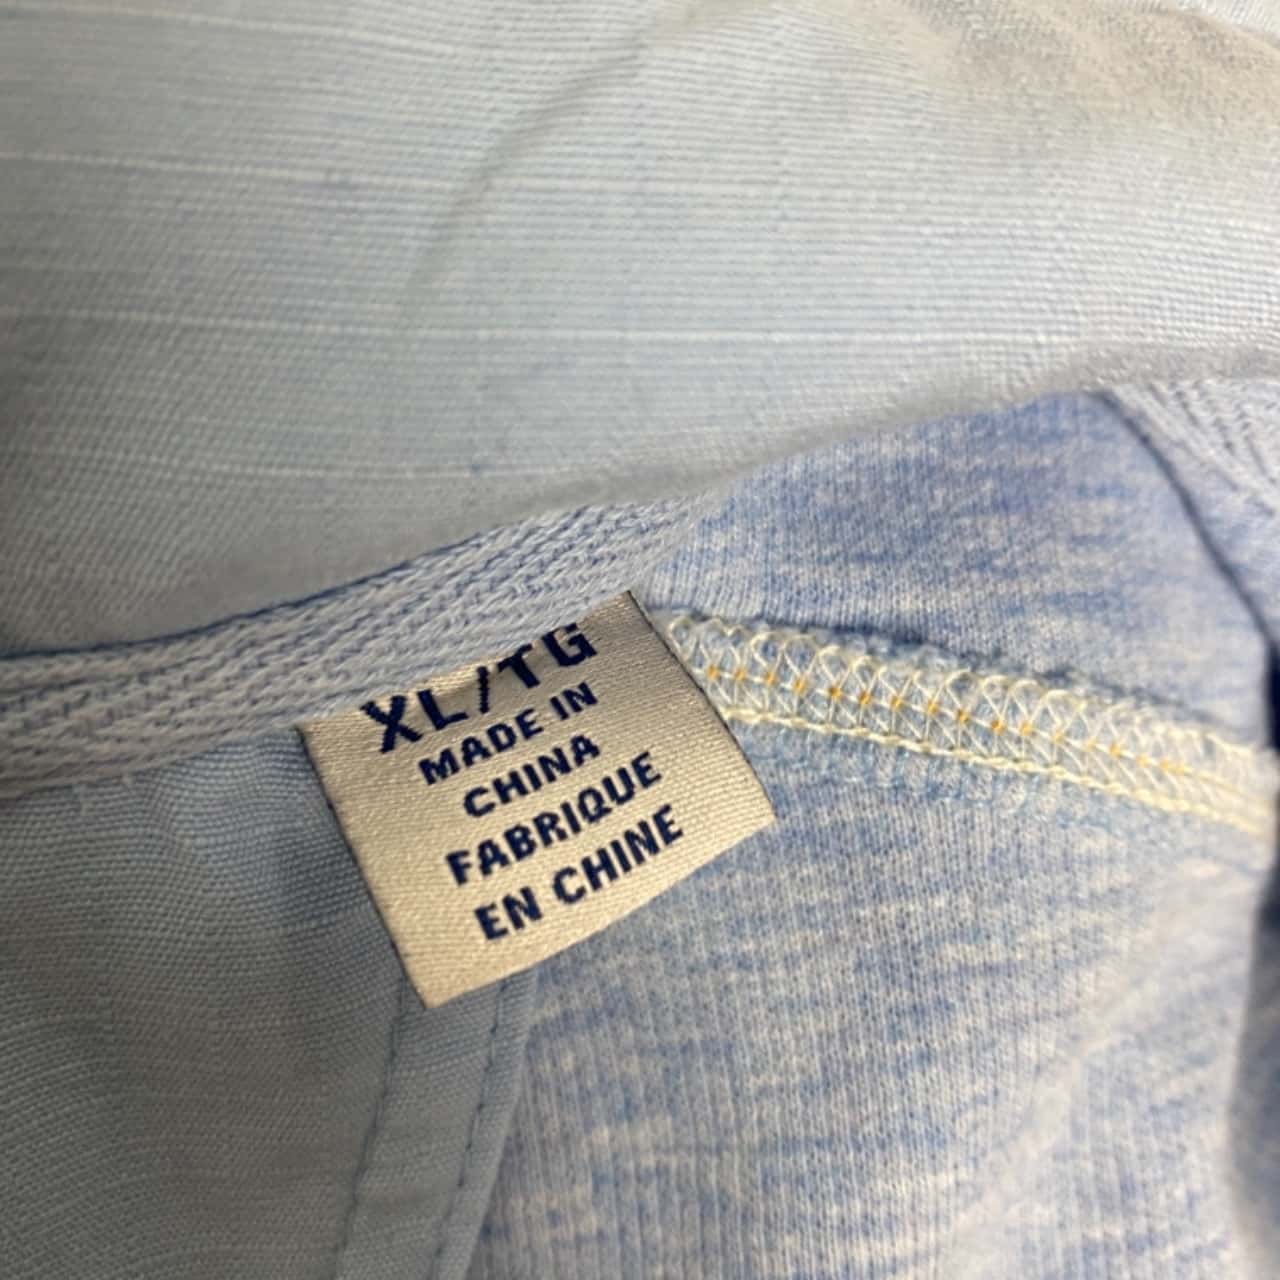 XL/TG
MADE IN
CHINA
FABRIQUE
EN CHINE